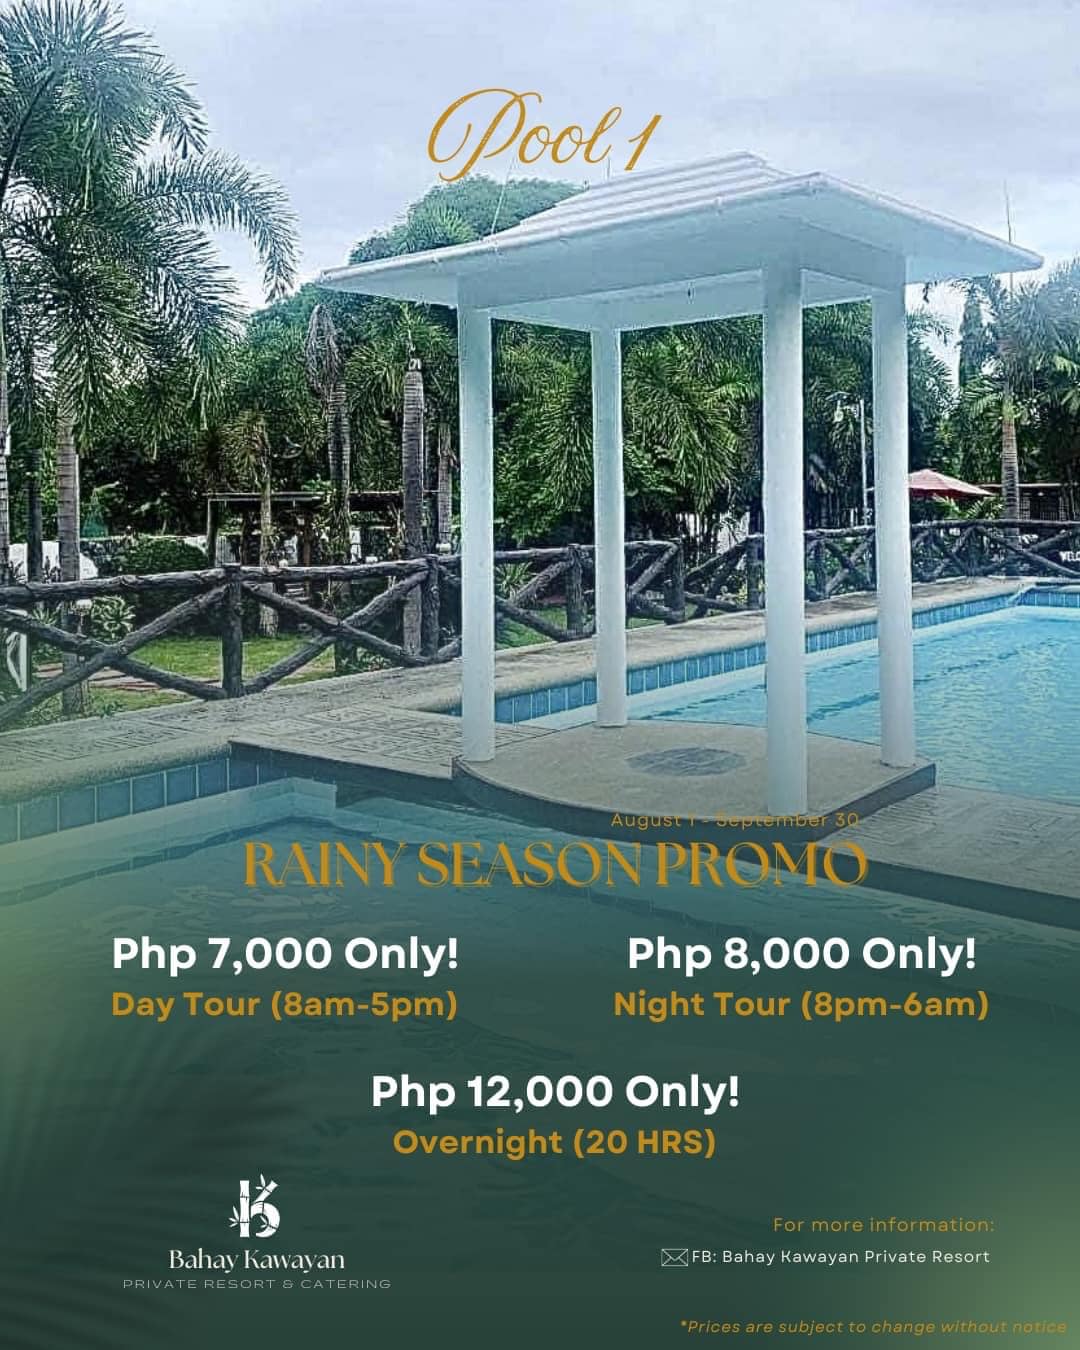 Pool 1
August 1 - September 30
RAINY SEASON PROMO
Php 7,000 Only!
Day Tour (8am-5pm)
Php 8,000 Only!
Night Tour (8pm-6am)
Php 12,000 Only!
Overnight (20 HRS)
Bahay Kawayan
PRIVATE RESORT & CATERING
For more information:
FB: Bahay Kawayan Private Resort
*Prices are subject to change without notice